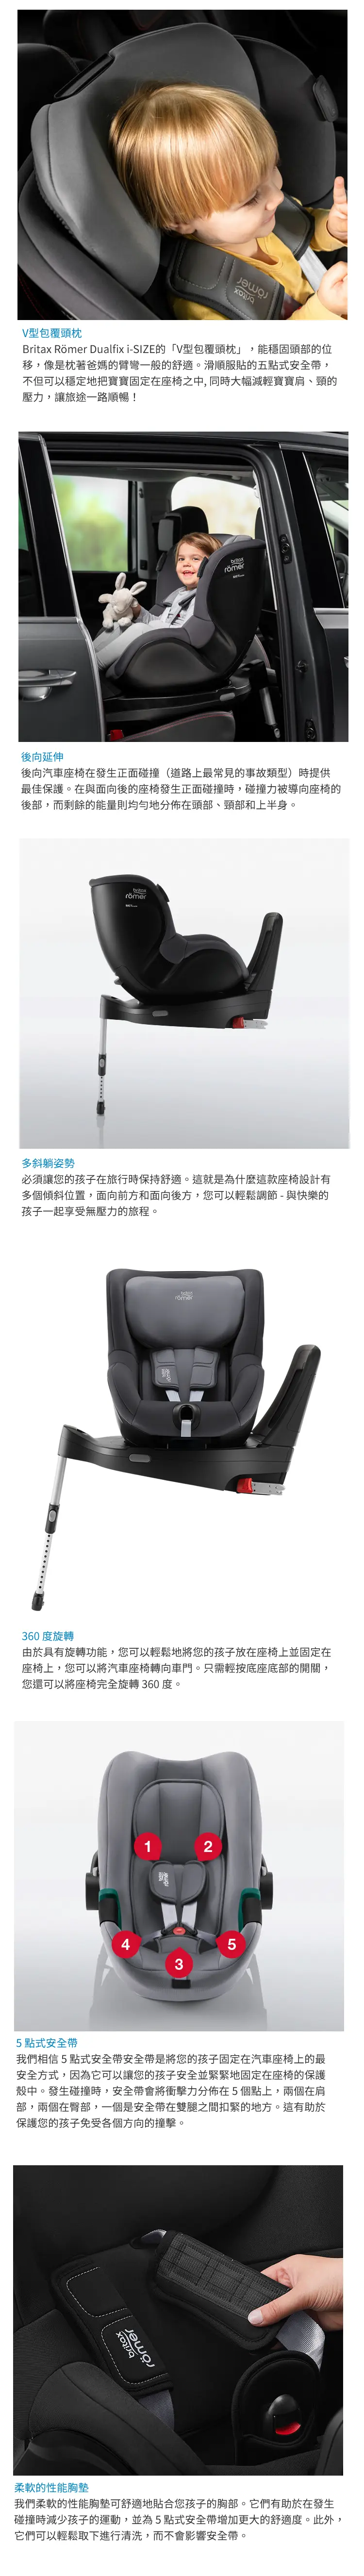 britax
römer
V型包覆頭枕
Britax Römer Dualfix i-SIZE的「V型包覆頭枕」，能穩固頭部的位
移，像是枕著爸媽的臂彎一般的舒適。滑順服貼的五點式安全帶，
不但可以穩定地把寶寶固定在座椅之中, 同時大幅減輕寶寶肩、頸的
壓力，讓旅途一路順暢！
britax
römer
後向延伸
後向汽車座椅在發生正面碰撞（道路上最常見的事故類型）時提供
最佳保護。在與面向後的座椅發生正面碰撞時，碰撞力被導向座椅的
後部，而剩餘的能量則均勻地分佈在頭部、頸部和上半身。
britax
römer
多斜躺姿勢
必須讓您的孩子在旅行時保持舒適。這就是為什麼這款座椅設計有
多個傾斜位置，面向前方和面向後方，您可以輕鬆調節 - 與快樂的
孩子一起享受無壓力的旅程。
britax
römer
360 度旋轉
由於具有旋轉功能，您可以輕鬆地將您的孩子放在座椅上並固定在
座椅上，您可以將汽車座椅轉向車門。只需輕按底座底部的開關，
您還可以將座椅完全旋轉 360 度。
1
2
4
5
3
5 點式安全帶
我們相信 5 點式安全帶安全帶是將您的孩子固定在汽車座椅上的最
安全方式，因為它可以讓您的孩子安全並緊緊地固定在座椅的保護
殼中。發生碰撞時，安全帶會將衝擊力分佈在 5 個點上，兩個在肩
部，兩個在臀部，一個是安全帶在雙腿之間扣緊的地方。這有助於
保護您的孩子免受各個方向的撞擊。
britax
römer
柔軟的性能胸墊
我們柔軟的性能胸墊可舒適地貼合您孩子的胸部。它們有助於在發生
碰撞時減少孩子的運動，並為 5 點式安全帶增加更大的舒適度。此外，
它們可以輕鬆取下進行清洗，而不會影響安全帶。